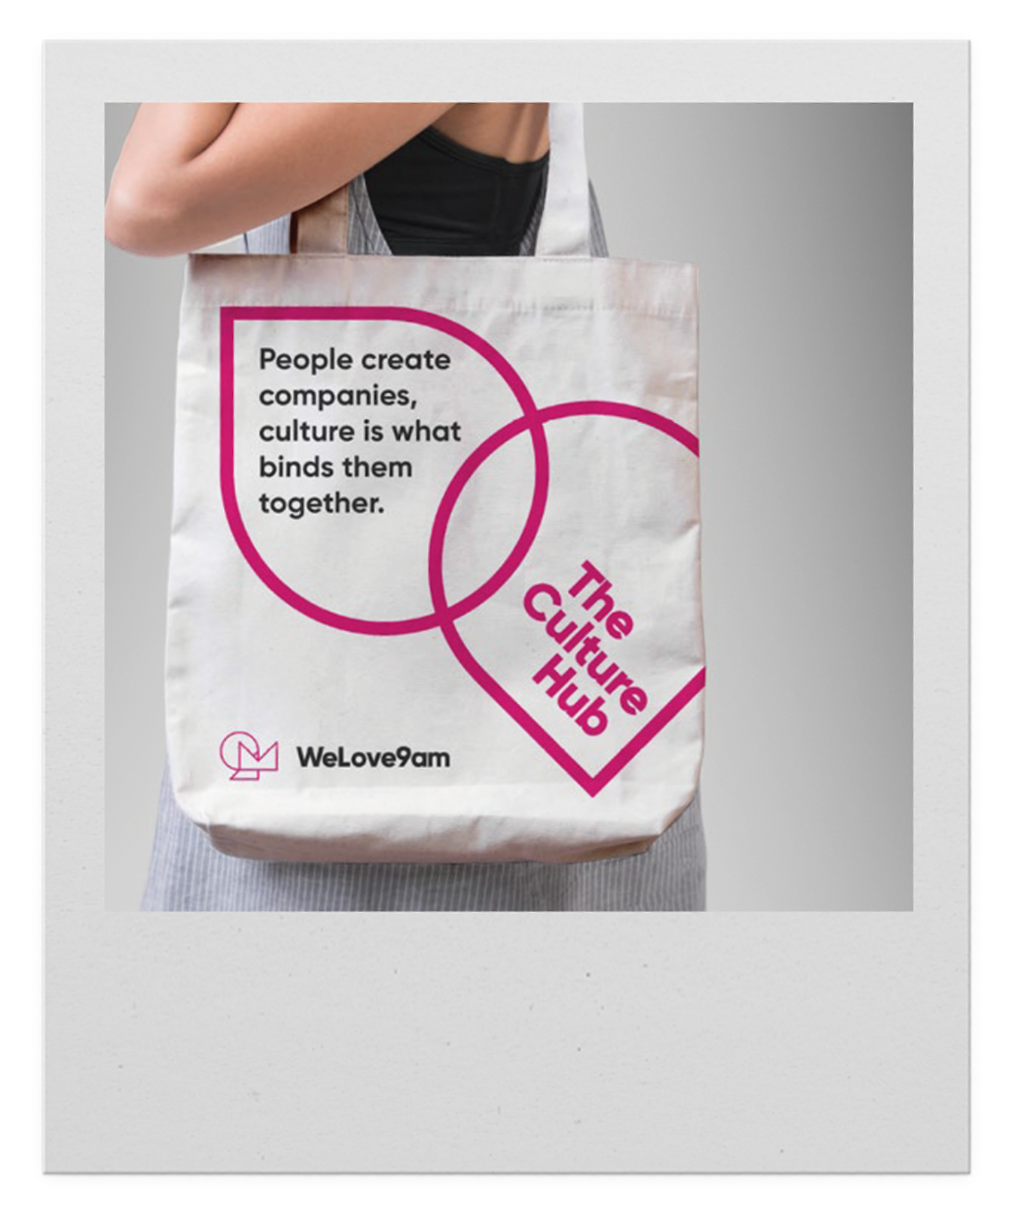 People create
companies,
culture is what
binds them
together.
The
Culture
Hub
WeLove9am